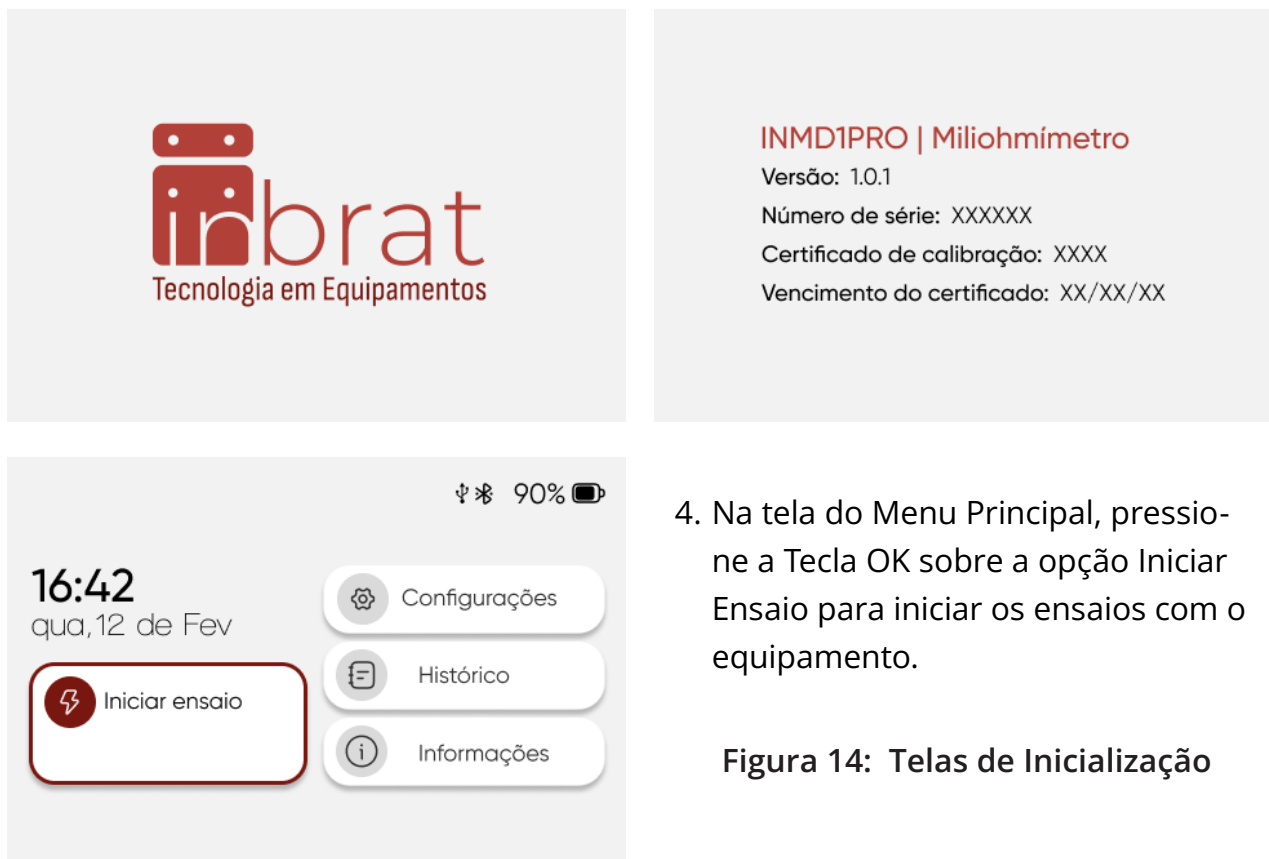 inbrat
Tecnologia em Equipamentos
INMD1PRO | Miliohmímetro
Versão: 1.0.1
Número de série: XXXXXX
Certificado de calibração: XXXX
Vencimento do certificado: XX/XX/XX
90%
16:42
qua,12 de Fev
Iniciar ensaio
Configurações
Histórico
Informações
4. Na tela do Menu Principal, pressio-
ne a Tecla OK sobre a opção Iniciar
Ensaio para iniciar os ensaios com o
equipamento.
Figura 14: Telas de Inicialização